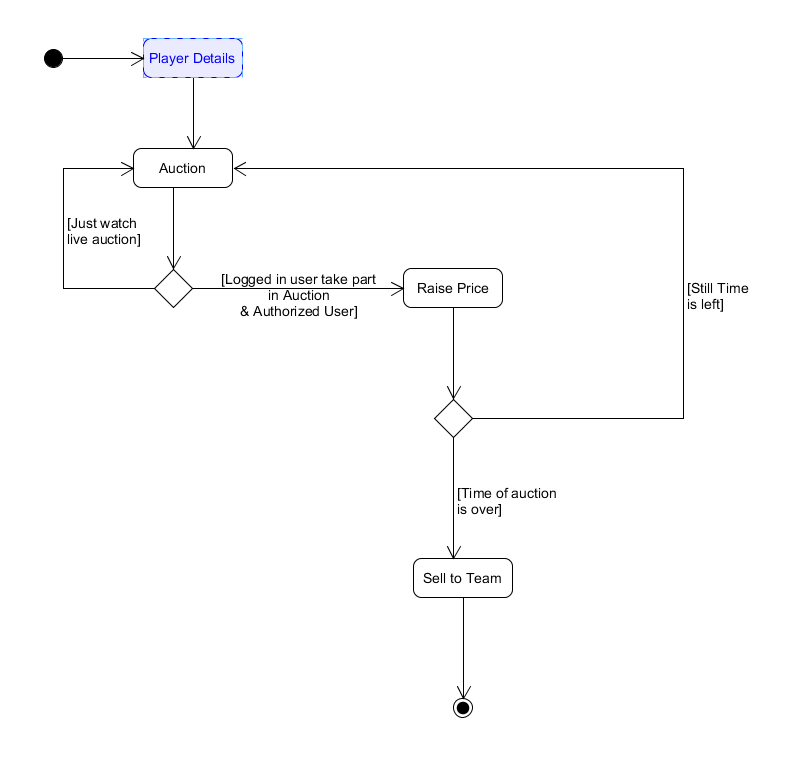 Player Details
Auction
[Just watch
live auction]
[Logged in user take part
in Auction
& Authorized User]
Raise Price
[Still Time
is left]
[Time of auction
is over]
Sell to Team